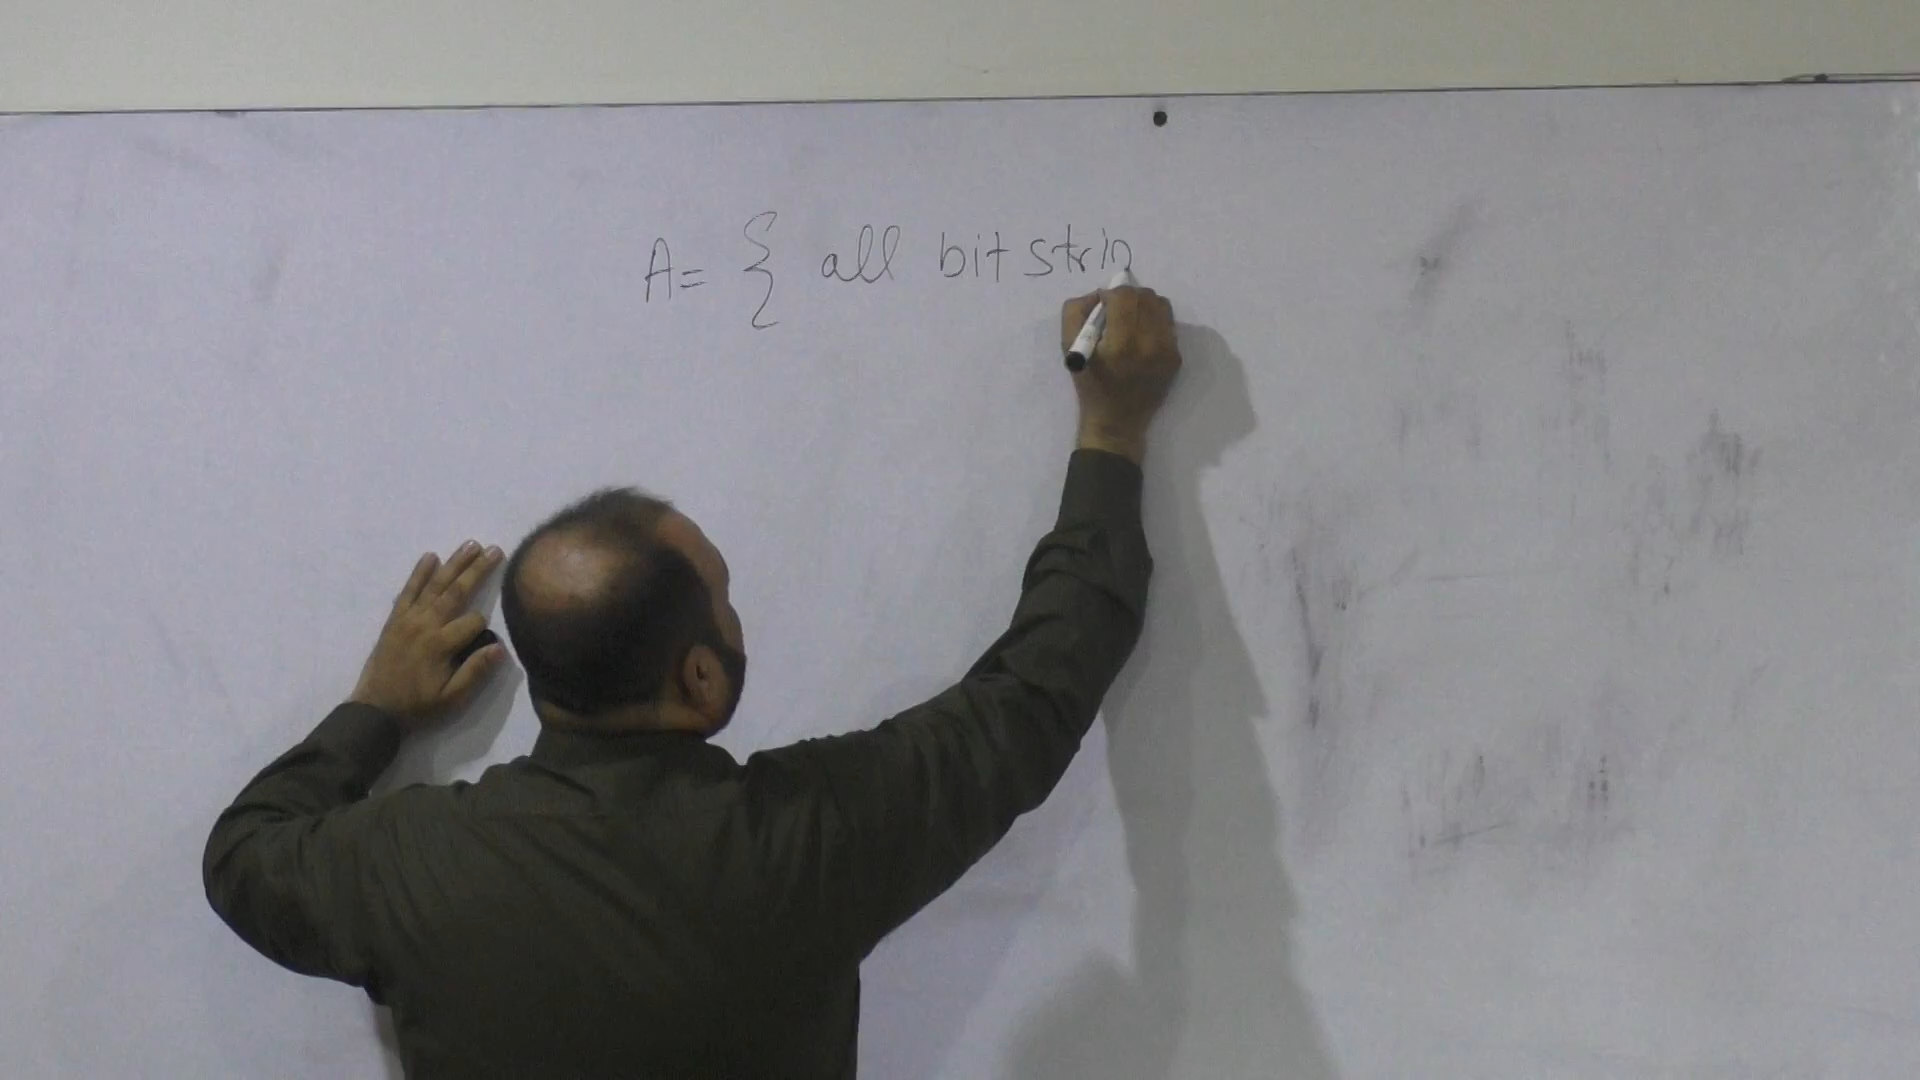 A = { all bit strin